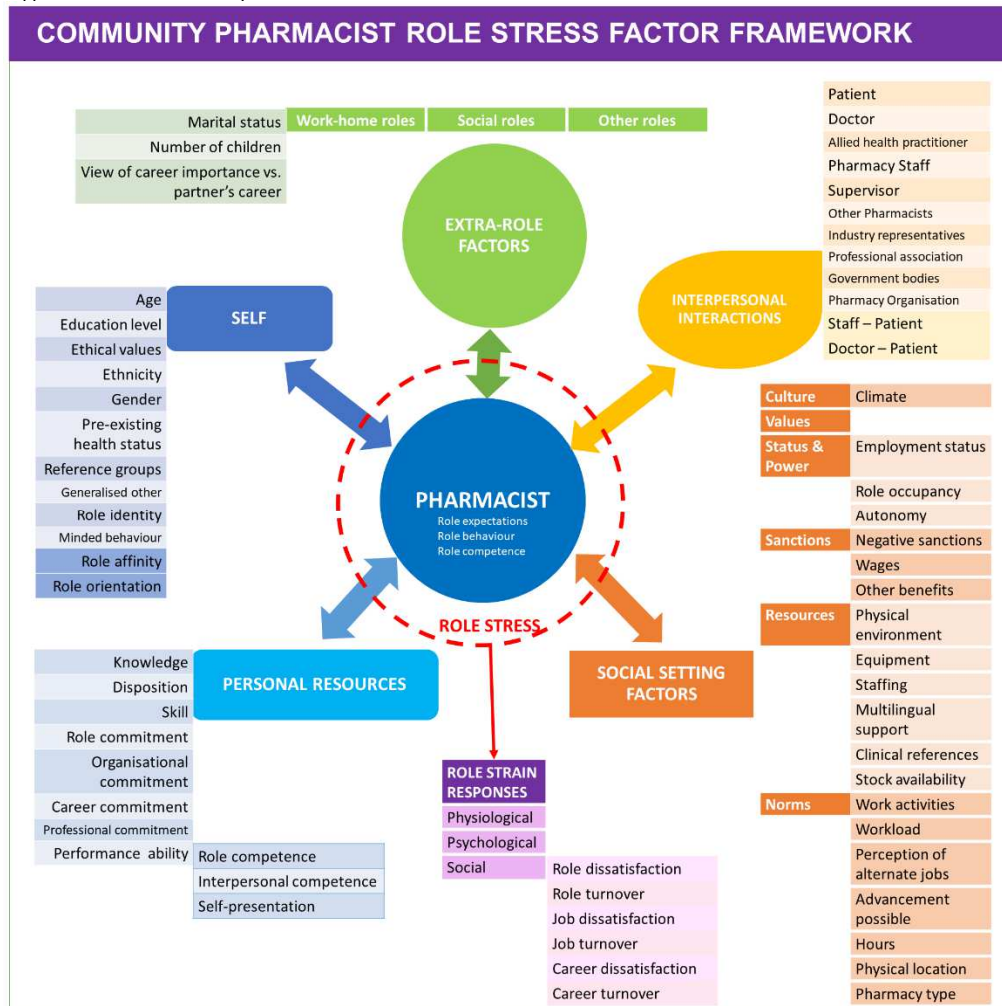 COMMUNITY PHARMACIST ROLE STRESS FACTOR FRAMEWORK
Marital status
Number of children
View of career importance vs.
partner's career
Work-home roles
Social roles
Other roles
EXTRA-ROLE
FACTORS
Patient
Doctor
Allied health practitioner
Pharmacy Staff
Supervisor
Other Pharmacists
Industry representatives
Professional association
Government bodies
Pharmacy Organisation
Staff – Patient
Doctor – Patient
INTERPERSONAL
INTERACTIONS
Age
Education level
Ethical values
Ethnicity
Gender
Pre-existing
health status
Reference groups
Generalised other
Role identity
Minded behaviour
Role affinity
Role orientation
SELF
PHARMACIST
Role expectations
Role behaviour
Role competence
ROLE STRESS
Culture
Climate
Values
Status &
Power
Employment status
Role occupancy
Autonomy
Sanctions
Negative sanctions
Wages
Other benefits
Resources
Physical
environment
Equipment
Staffing
Multilingual
support
Clinical references
Stock availability
Norms
Work activities
Workload
Perception of
alternate jobs
Advancement
possible
Hours
Physical location
Pharmacy type
SOCIAL SETTING
FACTORS
PERSONAL RESOURCES
Knowledge
Disposition
Skill
Role commitment
Organisational
commitment
Career commitment
Professional commitment
Performance ability
Role competence
Interpersonal competence
Self-presentation
ROLE STRAIN
RESPONSES
Physiological
Psychological
Social
Role dissatisfaction
Role turnover
Job dissatisfaction
Job turnover
Career dissatisfaction
Career turnover